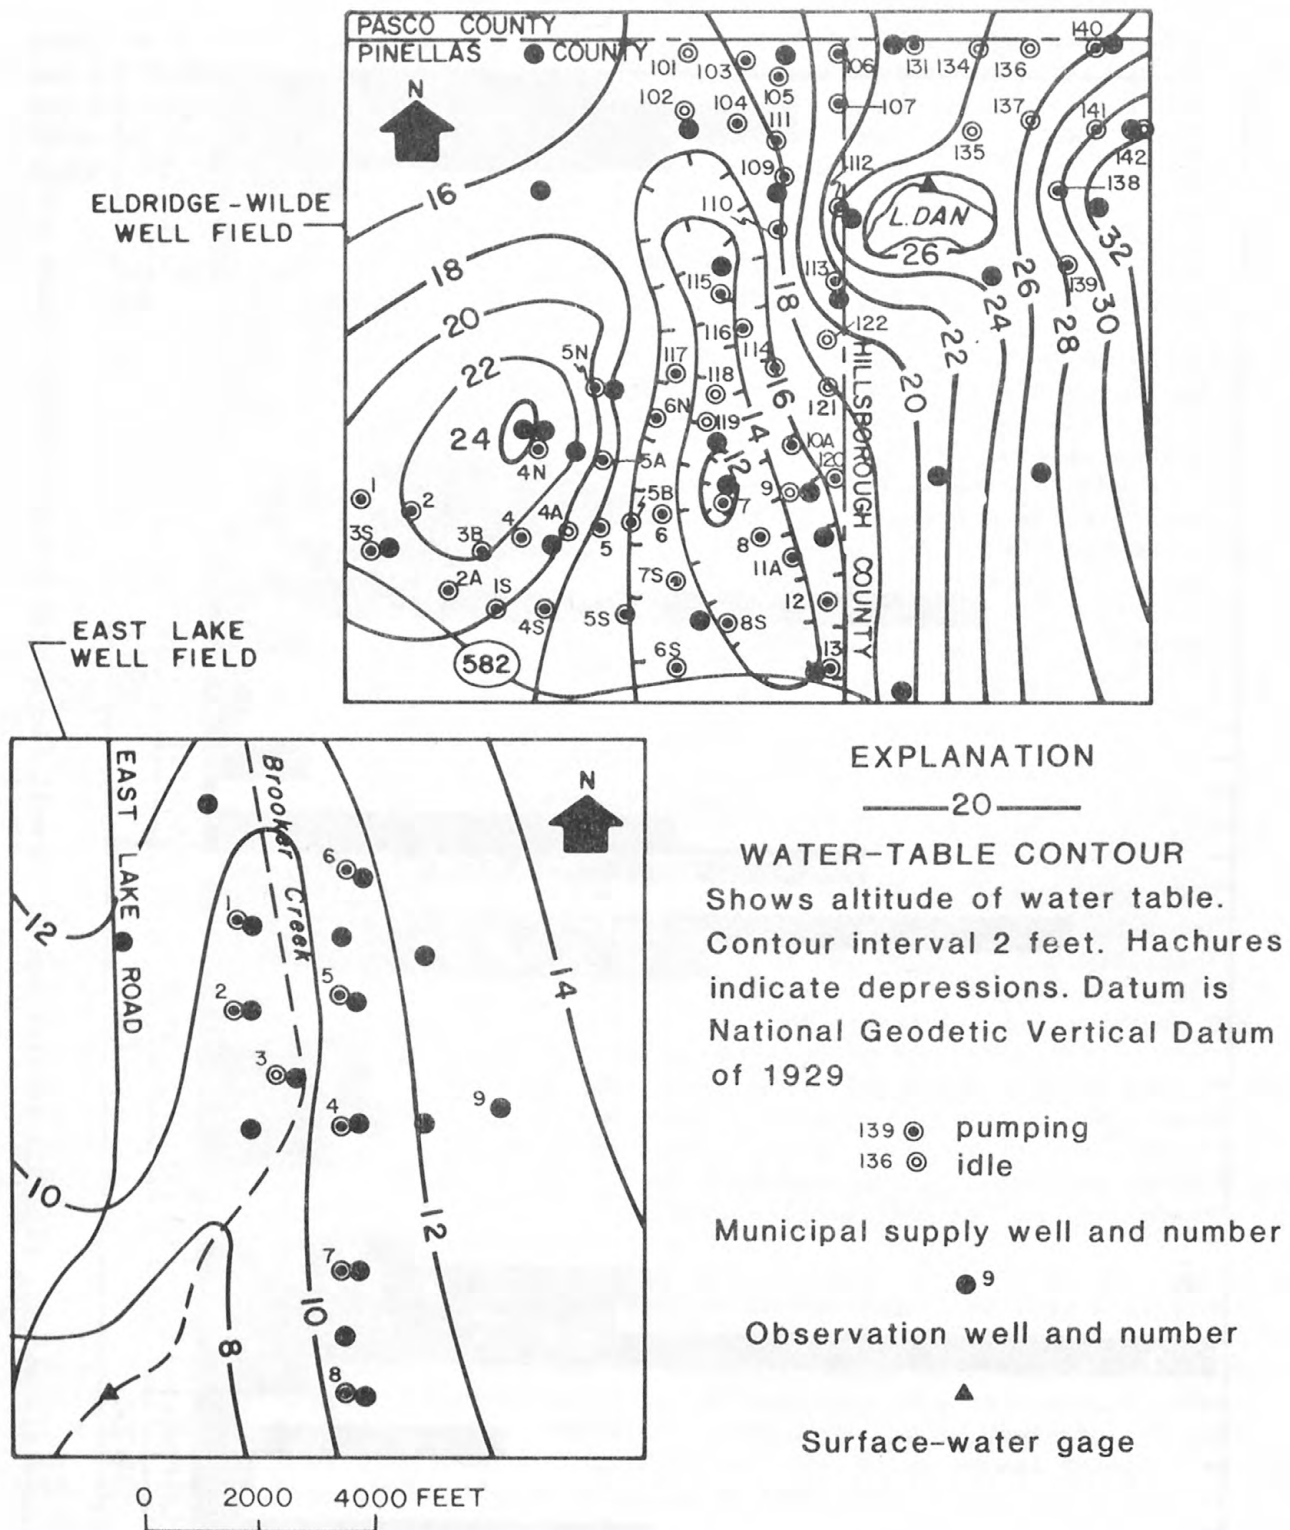 PASCO COUNTY
PINELLAS COUNTY
N
ELDRIDGE-WILDE
WELL FIELD
101 103 105 106 131 134 136 140
102 104 111 107 137 141
109 112 135 142
110 138
L. DAN
16
26
32
18
115 113 139
20 116 114 122
18 26 24 28 30 32
22 5N 117 118 16 22 20
24 6N 119 14 121
4N 5A 12 10A 120
HILLSBOROUGH COUNTY
1 2 5B 9 7
3S 3B 4 4A 5 6 8 11A
2A 1S 7S 12
4S 5S 8S
6S 13
582
EAST LAKE
WELL FIELD
EAST LAKE ROAD
Brooker Creek
N
6
12
1
5
14
2
3
4
9
10
12
7
10
8
8
0 2000 4000 FEET
EXPLANATION
20
WATER-TABLE CONTOUR
Shows altitude of water table.
Contour interval 2 feet. Hachures
indicate depressions. Datum is
National Geodetic Vertical Datum
of 1929
139 pumping
136 idle
Municipal supply well and number
9
Observation well and number
Surface-water gage